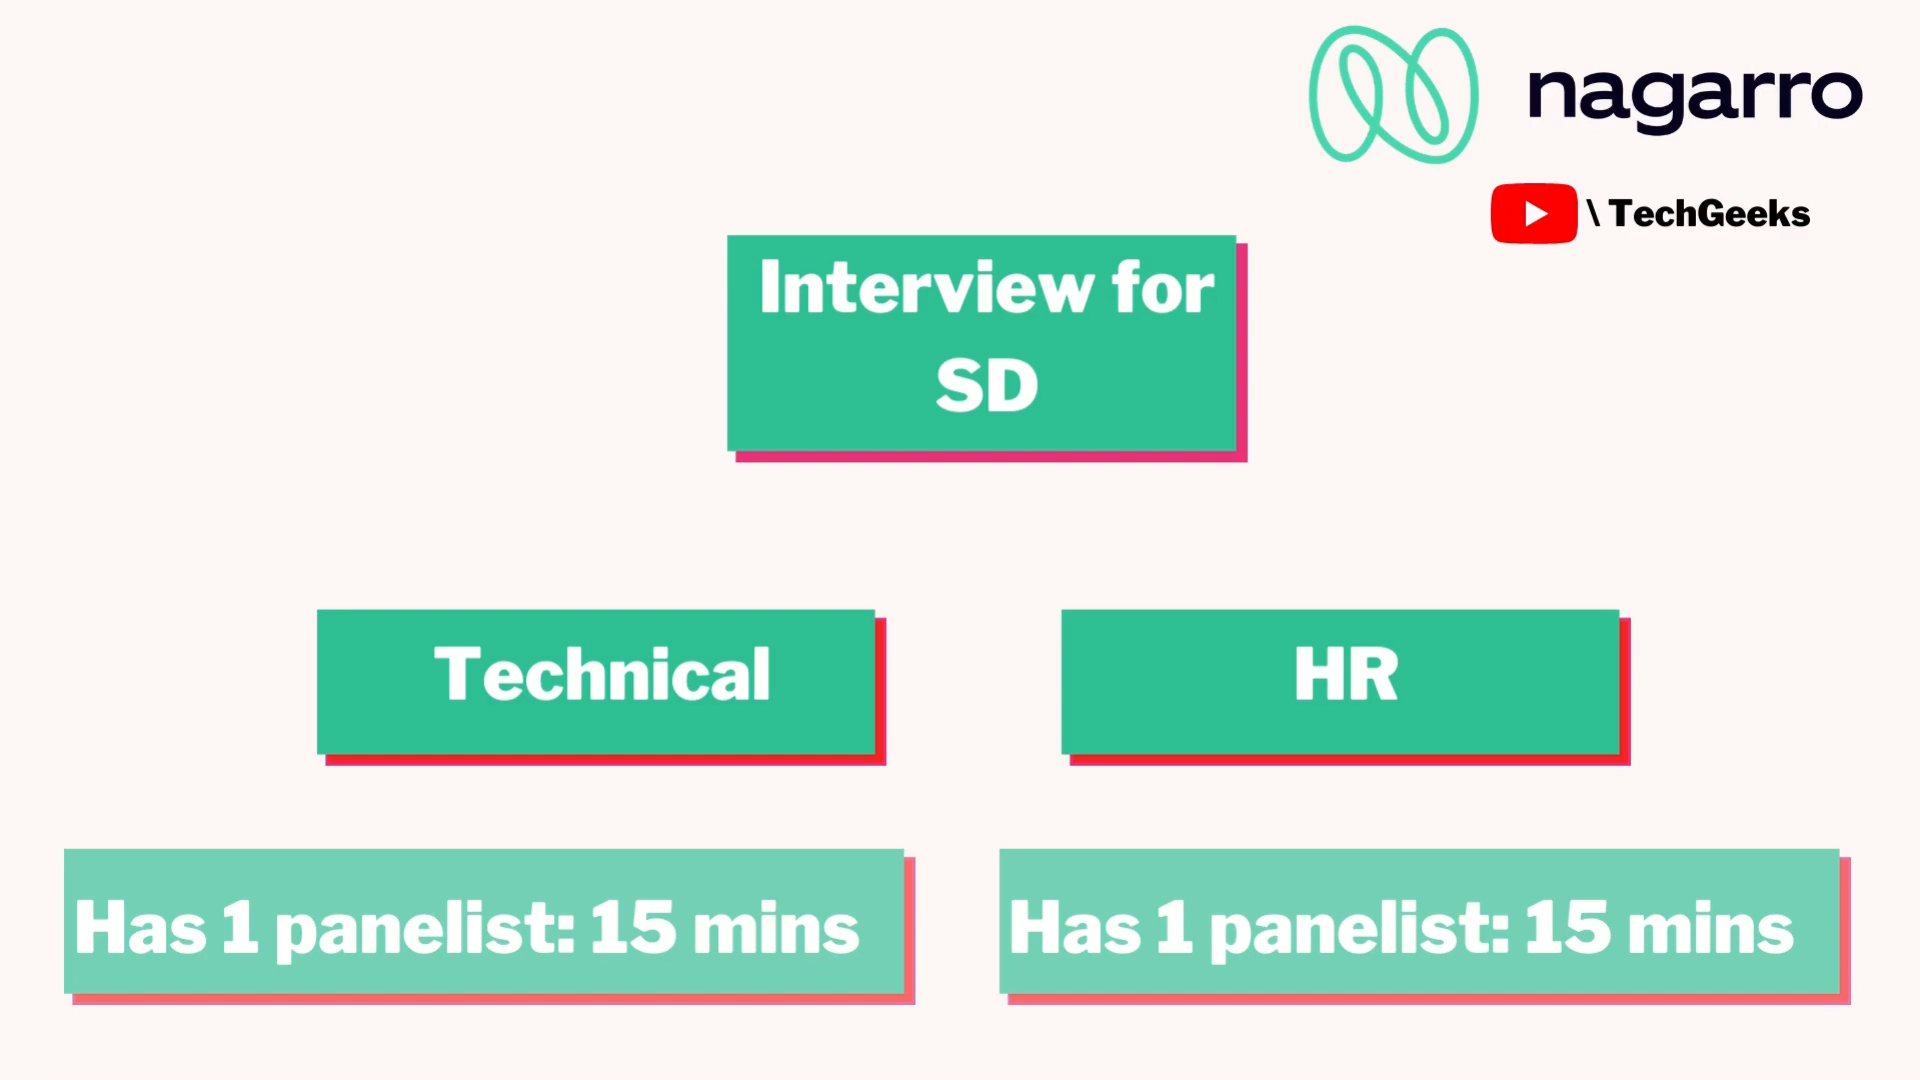 nagarro
\ TechGeeks
Interview for
SD
Technical
HR
Has 1 panelist: 15 mins
Has 1 panelist: 15 mins